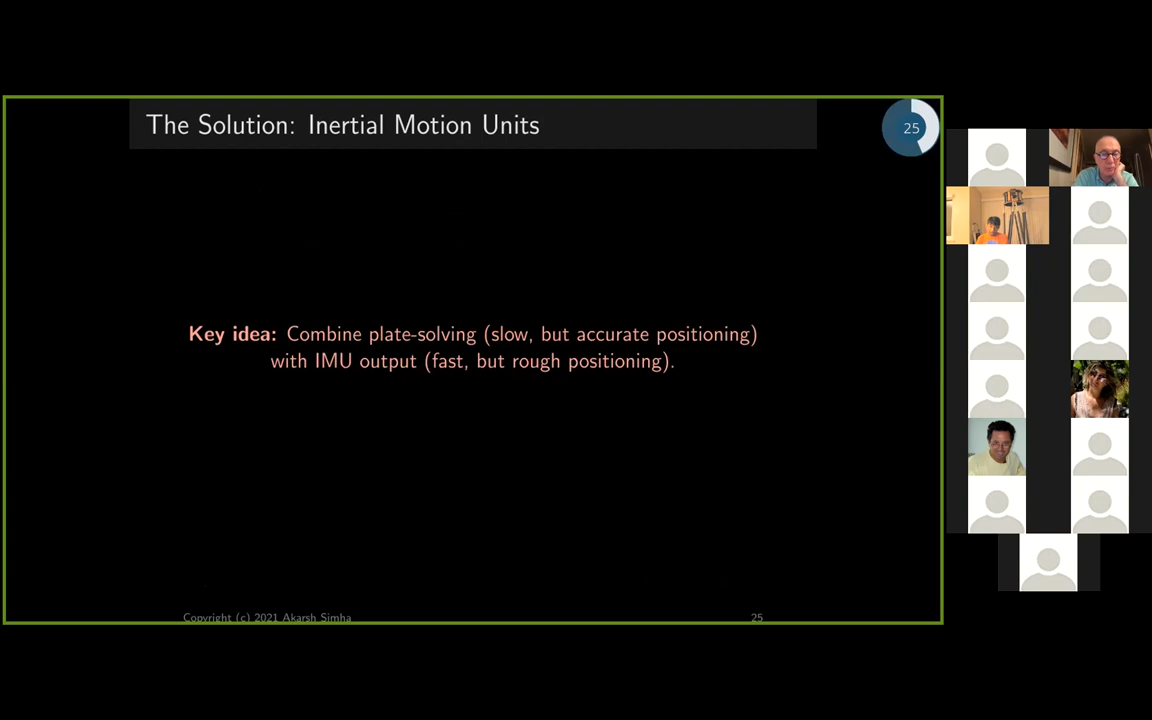 The Solution: Inertial Motion Units
25
Key idea: Combine plate-solving (slow, but accurate positioning)
with IMU output (fast, but rough positioning).
Copyright (c) 2021 Akarsh Simha
25